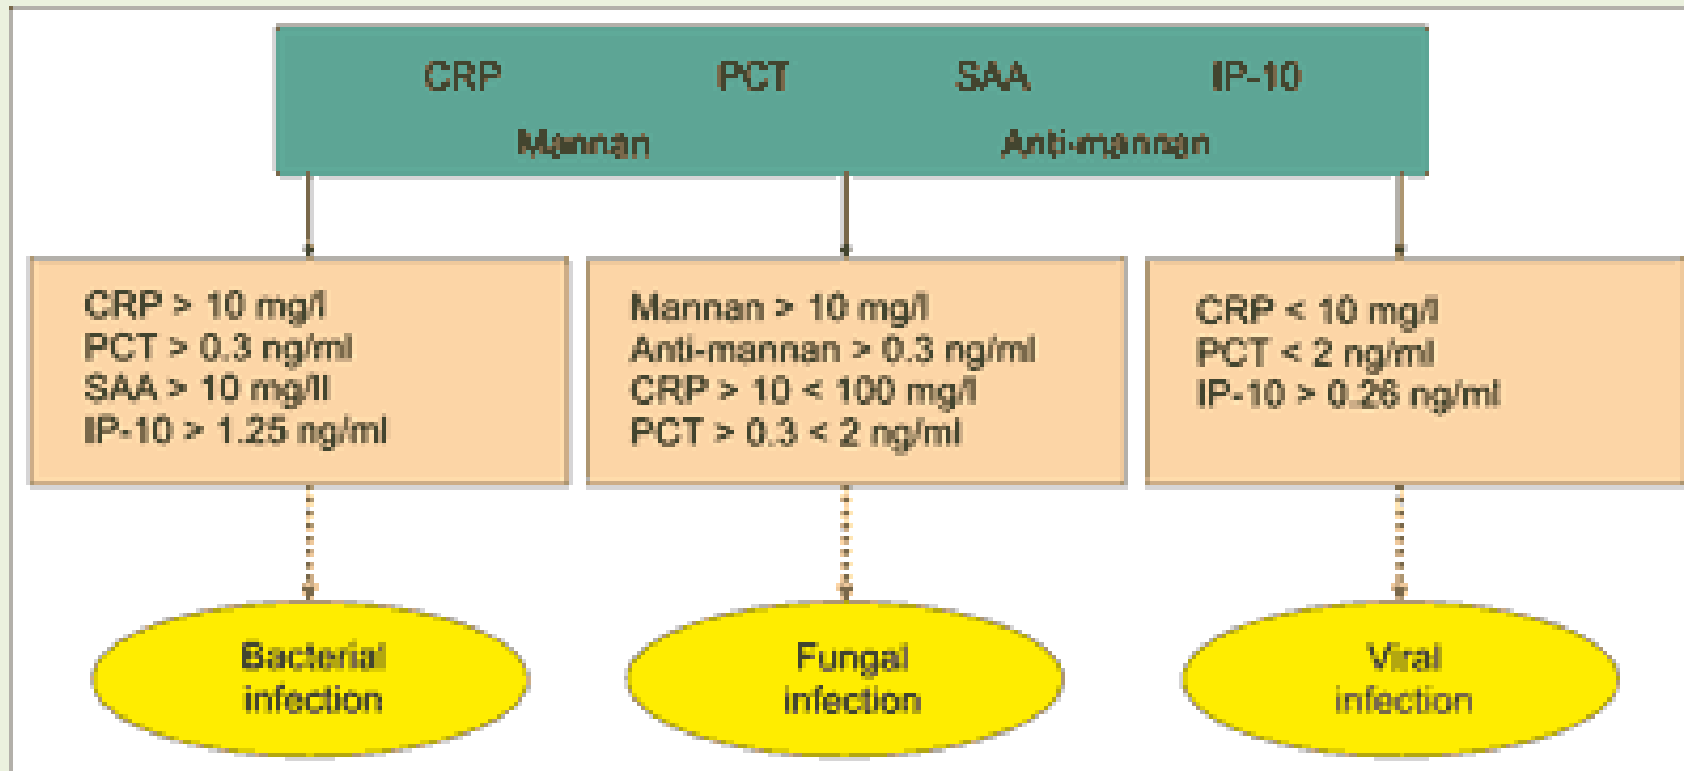 CRP PCT SAA IP-10
Mannan Anti-mannan
CRP > 10 mg/l
PCT > 0.3 ng/ml
SAA > 10 mg/ll
IP-10 > 1.25 ng/ml
Mannan > 10 mg/l
Anti-mannan > 0.3 ng/ml
CRP > 10 < 100 mg/l
PCT > 0.3 < 2 ng/ml
CRP < 10 mg/l
PCT < 2 ng/ml
IP-10 > 0.26 ng/ml
Bacterial
infection
Fungal
infection
Viral
infection